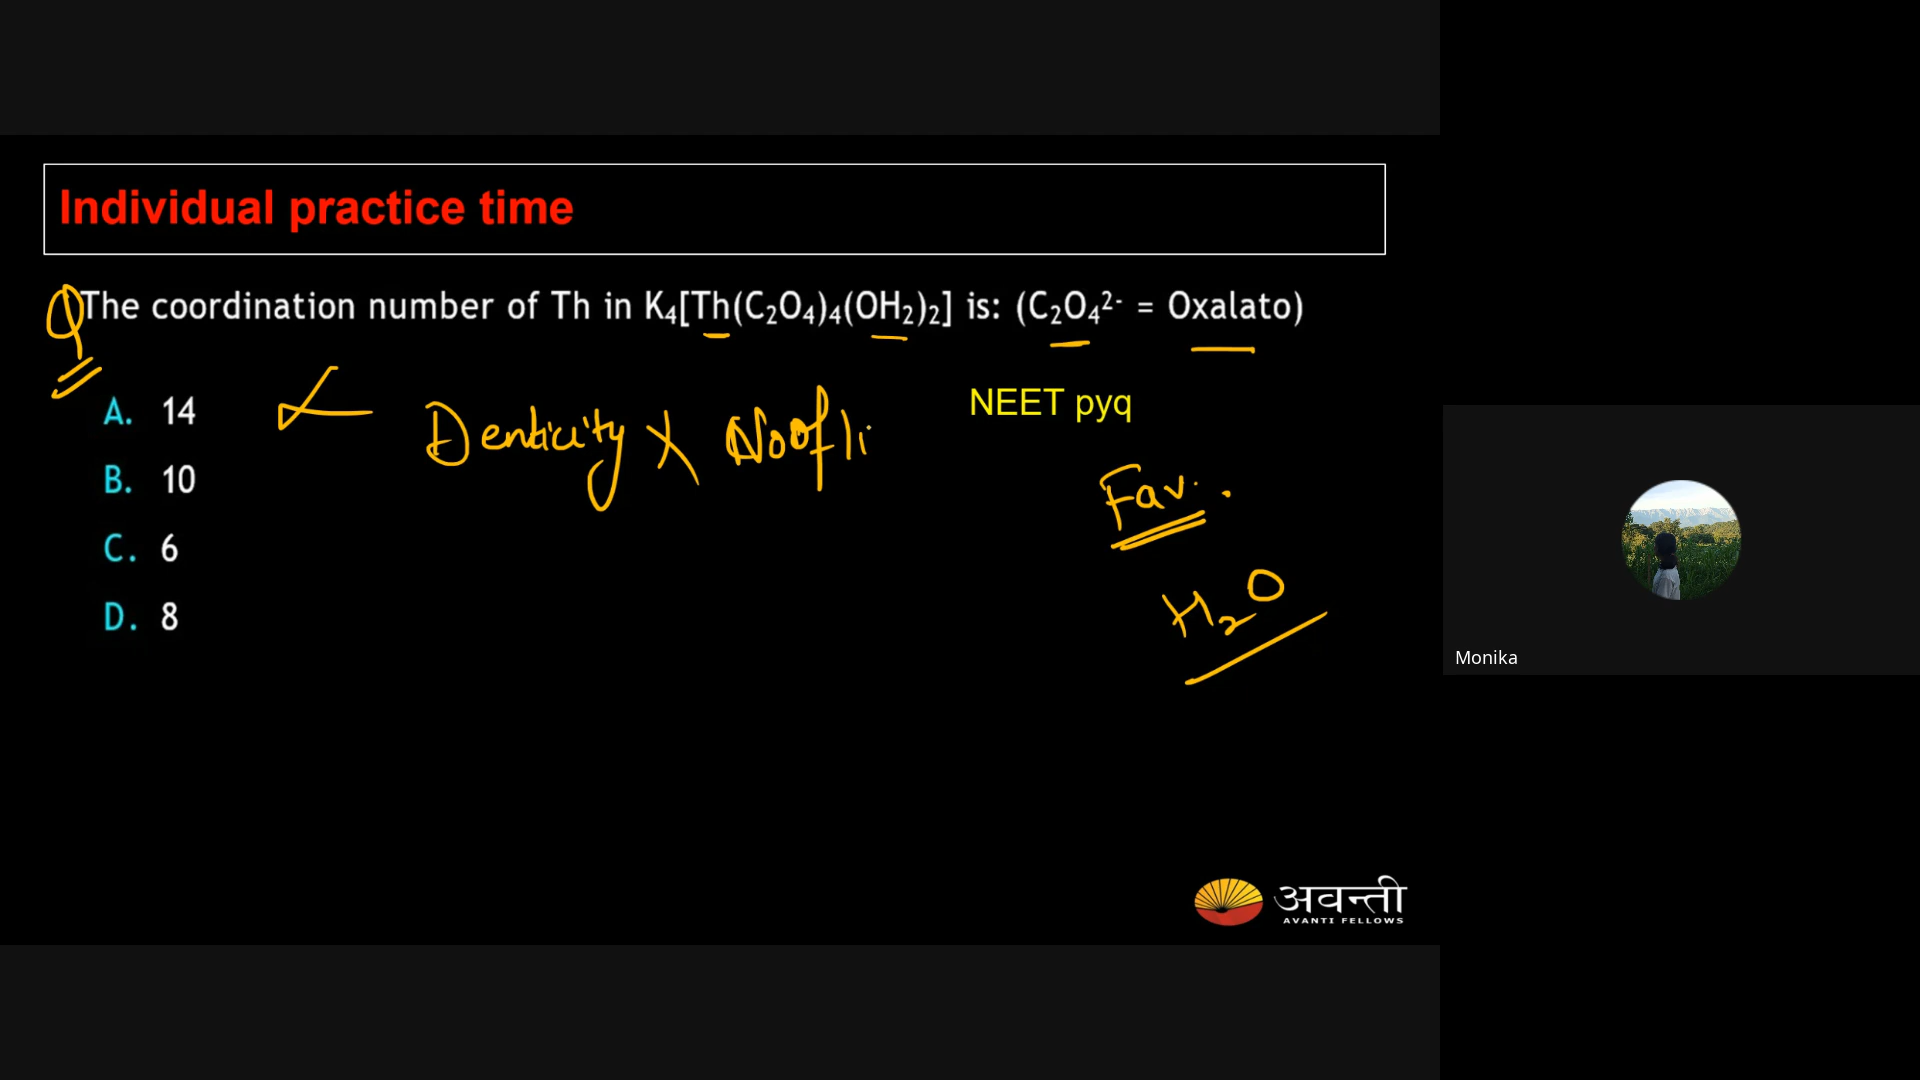 Individual practice time
Q The coordination number of Th in K₄[Th(C₂O₄)₄(OH₂)₂] is: (C₂O₄²⁻ = Oxalato)
A. 14
B. 10
C. 6
D. 8
Denticity X No of li
NEET pyq
Fav..
H₂O
Monika
अवन्ती
AVANTI FELLOWS